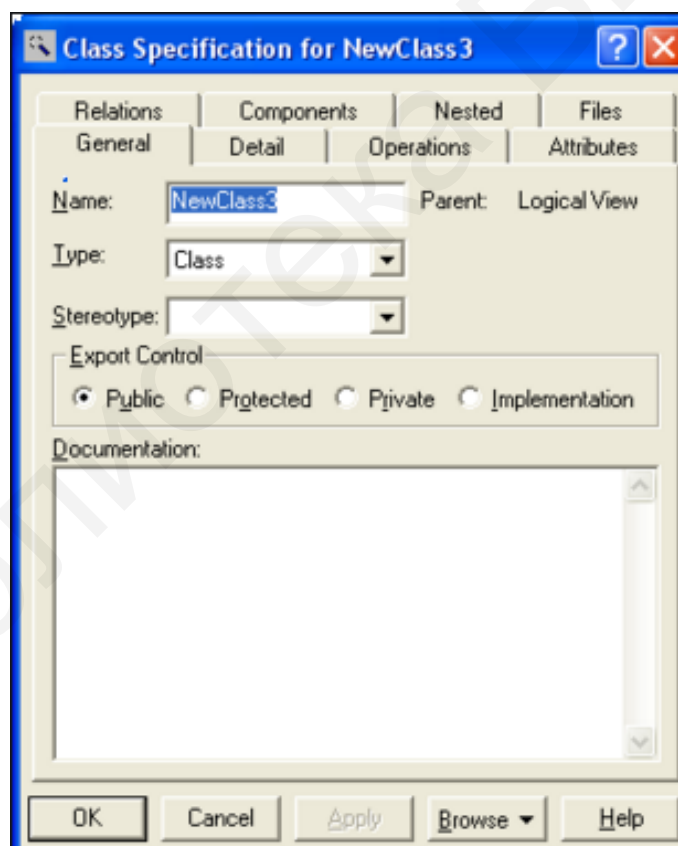 Class Specification for NewClass3
Relations Components Nested Files
General Detail Operations Attributes
Name: NewClass3 Parent: Logical View
Type: Class
Stereotype:
Export Control
Public Protected Private Implementation
Documentation:
OK Cancel Apply Browse Help